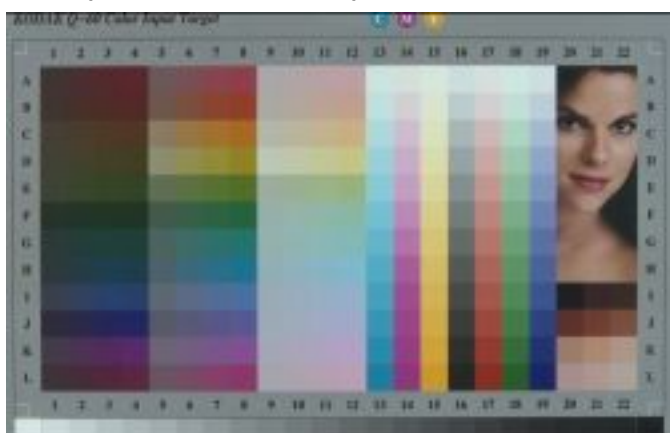 KODAK Q-60 Color Input Target
C M Y
1 2 3 4 5 6 7 8 9 10 11 12 13 14 15 16 17 18 19 20 21 22
A A
B B
C C
D D
E E
F F
G G
H H
I I
J J
K K
L L
1 2 3 4 5 6 7 8 9 10 11 12 13 14 15 16 17 18 19 20 21 22